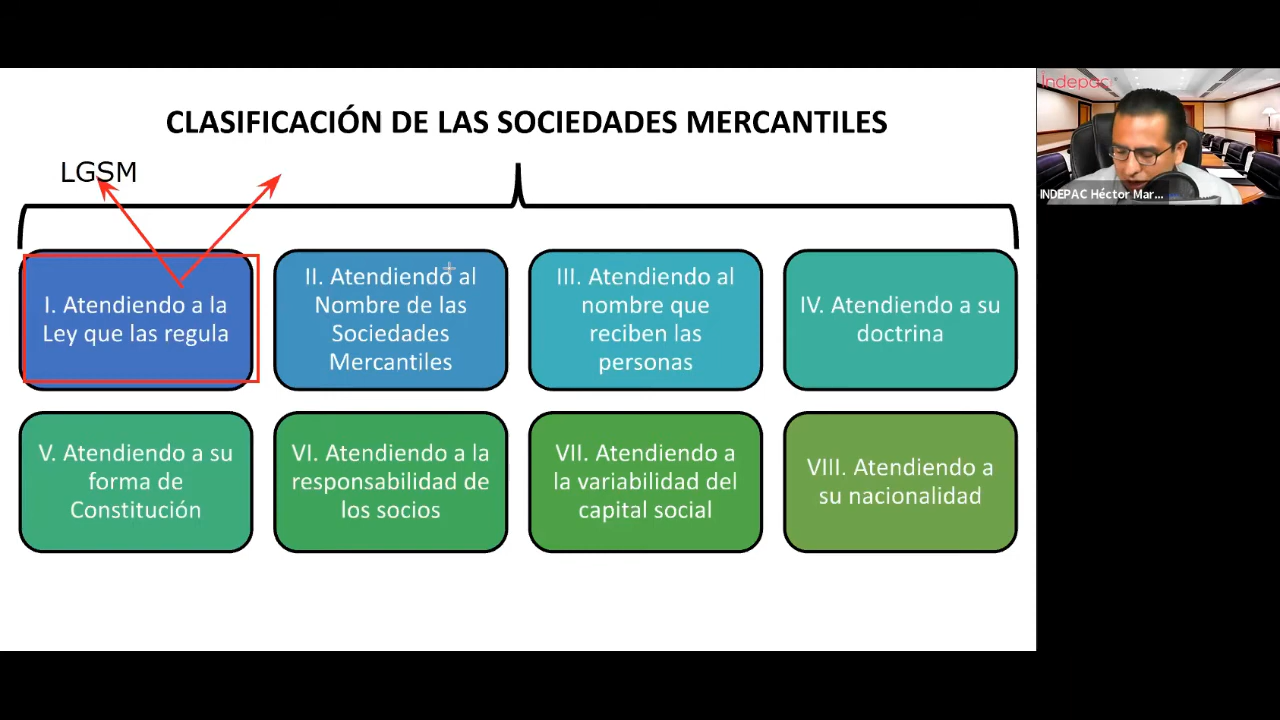 CLASIFICACIÓN DE LAS SOCIEDADES MERCANTILES
LGSM
I. Atendiendo a la
Ley que las regula
II. Atendiendo al
Nombre de las
Sociedades
Mercantiles
III. Atendiendo al
nombre que
reciben las
personas
IV. Atendiendo a su
doctrina
V. Atendiendo a su
forma de
Constitución
VI. Atendiendo a la
responsabilidad de
los socios
VII. Atendiendo a
la variabilidad del
capital social
VIII. Atendiendo a
su nacionalidad
Indepac
INDEPAC Héctor Mar...